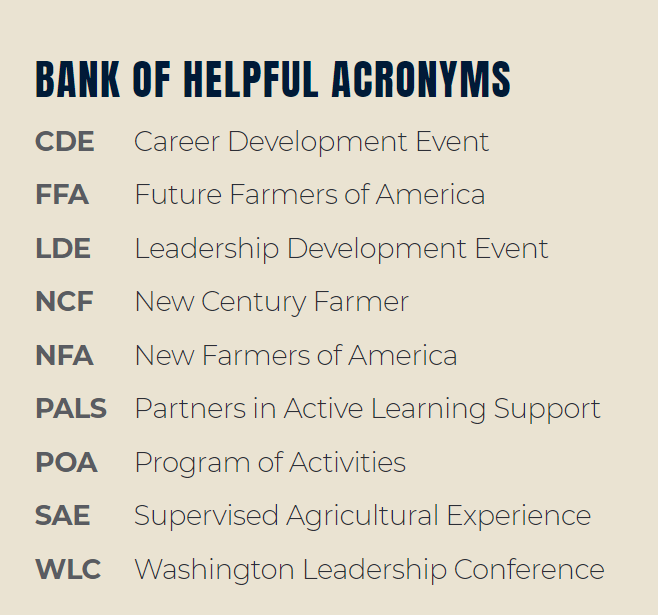 BANK OF HELPFUL ACRONYMS
CDE Career Development Event
FFA Future Farmers of America
LDE Leadership Development Event
NCF New Century Farmer
NFA New Farmers of America
PALS Partners in Active Learning Support
POA Program of Activities
SAE Supervised Agricultural Experience
WLC Washington Leadership Conference